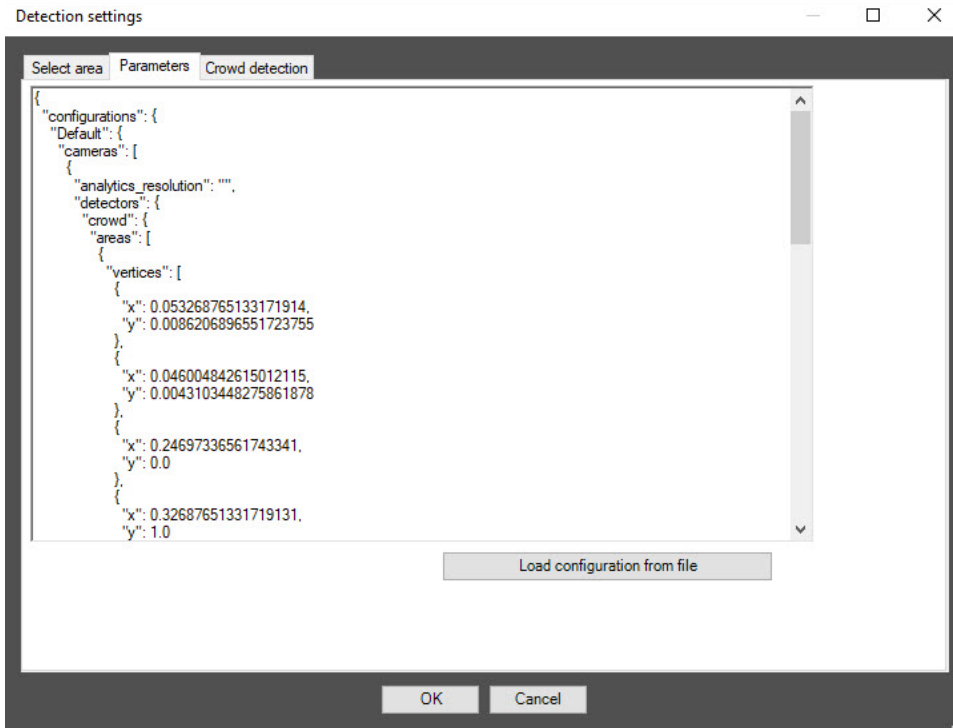 Detection settings
Select area Parameters Crowd detection
{
"configurations": {
"Default": {
"cameras": [
{
"analytics_resolution": "",
"detectors": {
"crowd": {
"areas": [
{
"vertices": [
{
"x": 0.053268765133171914,
"y": 0.0086206896551723755
},
{
"x": 0.046004842615012115,
"y": 0.0043103448275861878
},
{
"x": 0.24697336561743341,
"y": 0.0
},
{
"x": 0.32687651331719131,
"y": 1.0
Load configuration from file
OK Cancel